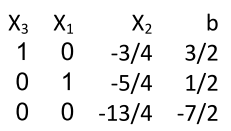 X₃ X₁ X₂ b
1 0 -3/4 3/2
0 1 -5/4 1/2
0 0 -13/4 -7/2